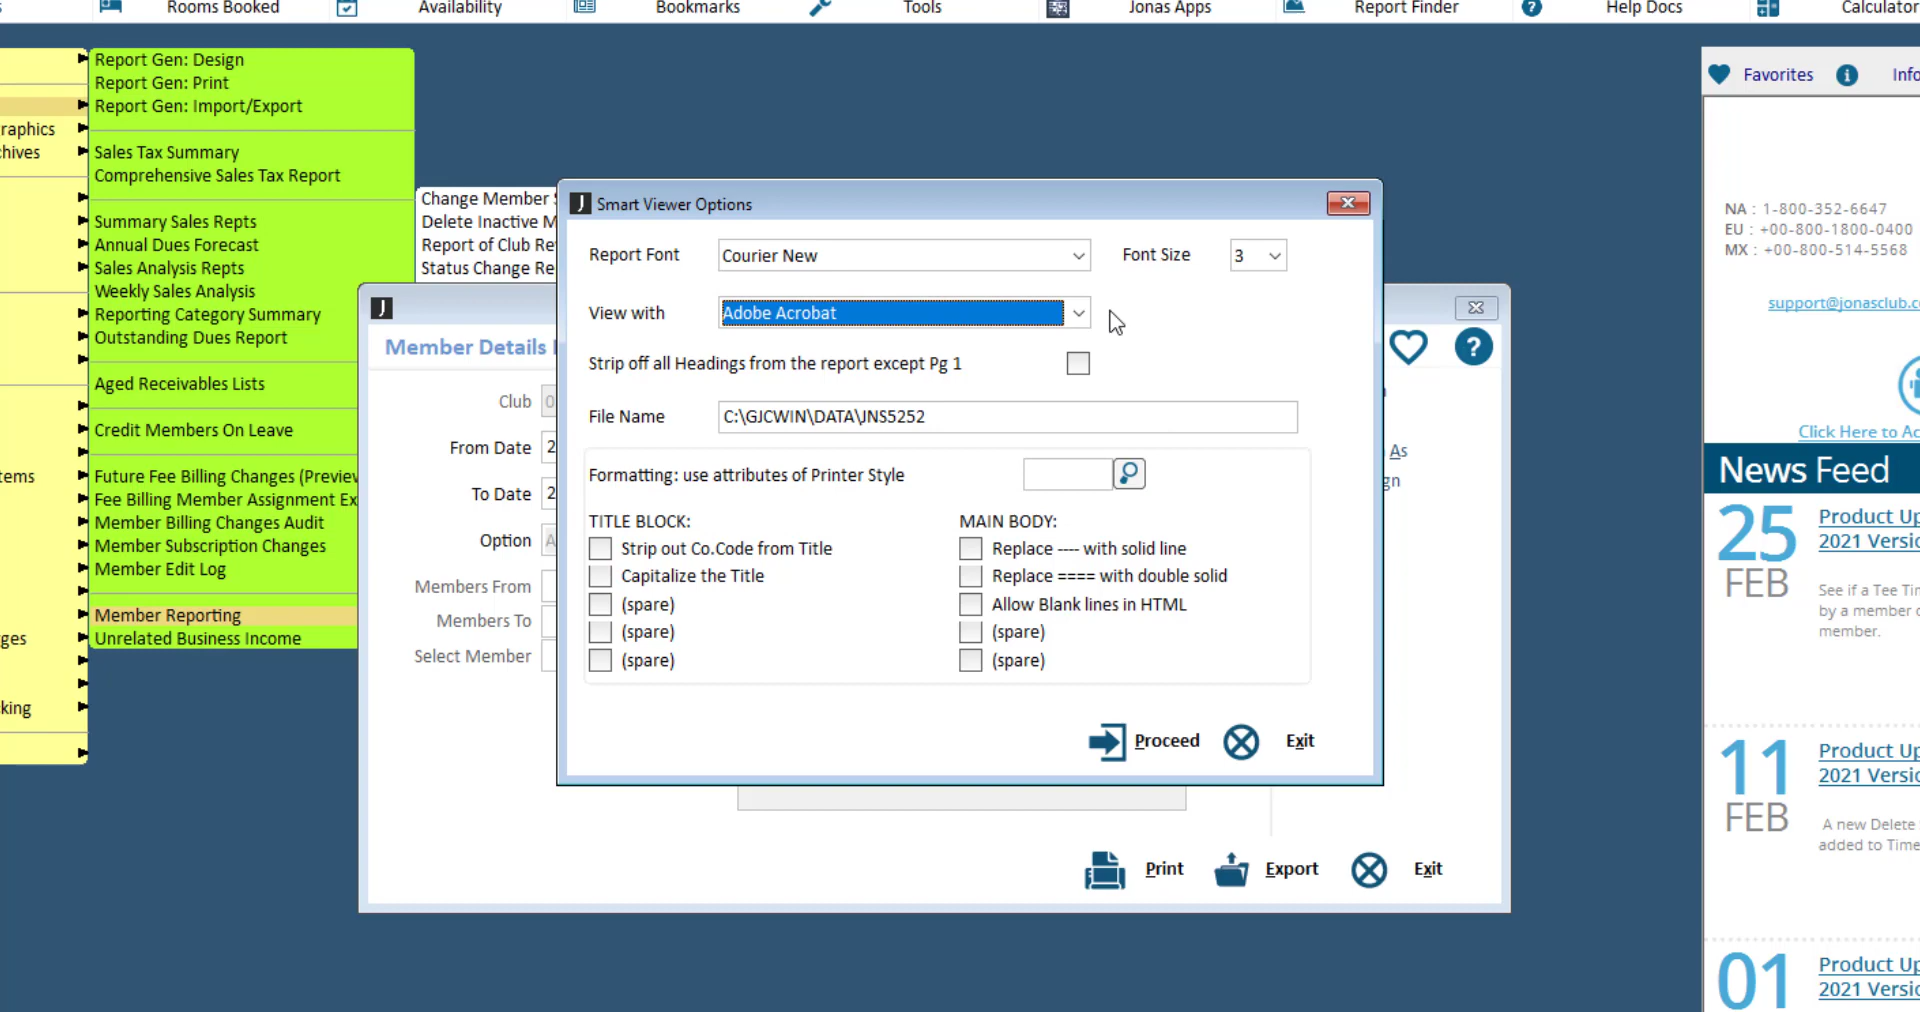 Rooms Booked
Availability
Bookmarks
Tools
Jonas Apps
Report Finder
Help Docs
Calculator
raphics
chives
tems
ges
king
Report Gen: Design
Report Gen: Print
Report Gen: Import/Export
Sales Tax Summary
Comprehensive Sales Tax Report
Summary Sales Repts
Annual Dues Forecast
Sales Analysis Repts
Weekly Sales Analysis
Reporting Category Summary
Outstanding Dues Report
Aged Receivables Lists
Credit Members On Leave
Future Fee Billing Changes (Preview
Fee Billing Member Assignment Ex
Member Billing Changes Audit
Member Subscription Changes
Member Edit Log
Member Reporting
Unrelated Business Income
Change Member S
Delete Inactive M
Report of Club Re
Status Change Re
J
Member Details
Club 0
From Date 2
To Date 2
Option A
Members From
Members To
Select Member
As
gn
Print
Export
Exit
J Smart Viewer Options
Report Font Courier New Font Size 3
View with Adobe Acrobat
Strip off all Headings from the report except Pg 1
File Name C:\GJCWIN\DATA\JNS5252
Formatting: use attributes of Printer Style
TITLE BLOCK:
Strip out Co.Code from Title
Capitalize the Title
(spare)
(spare)
(spare)
MAIN BODY:
Replace ---- with solid line
Replace ==== with double solid
Allow Blank lines in HTML
(spare)
(spare)
Proceed
Exit
Favorites
Info
NA : 1-800-352-6647
EU : +00-800-1800-0400
MX : +00-800-514-5568
support@jonasclub.c
Click Here to Ac
News Feed
25
FEB
Product Up
2021 Versio
See if a Tee Tim
by a member o
member.
11
FEB
Product Up
2021 Versio
A new Delete
added to Time
01
Product Up
2021 Versio